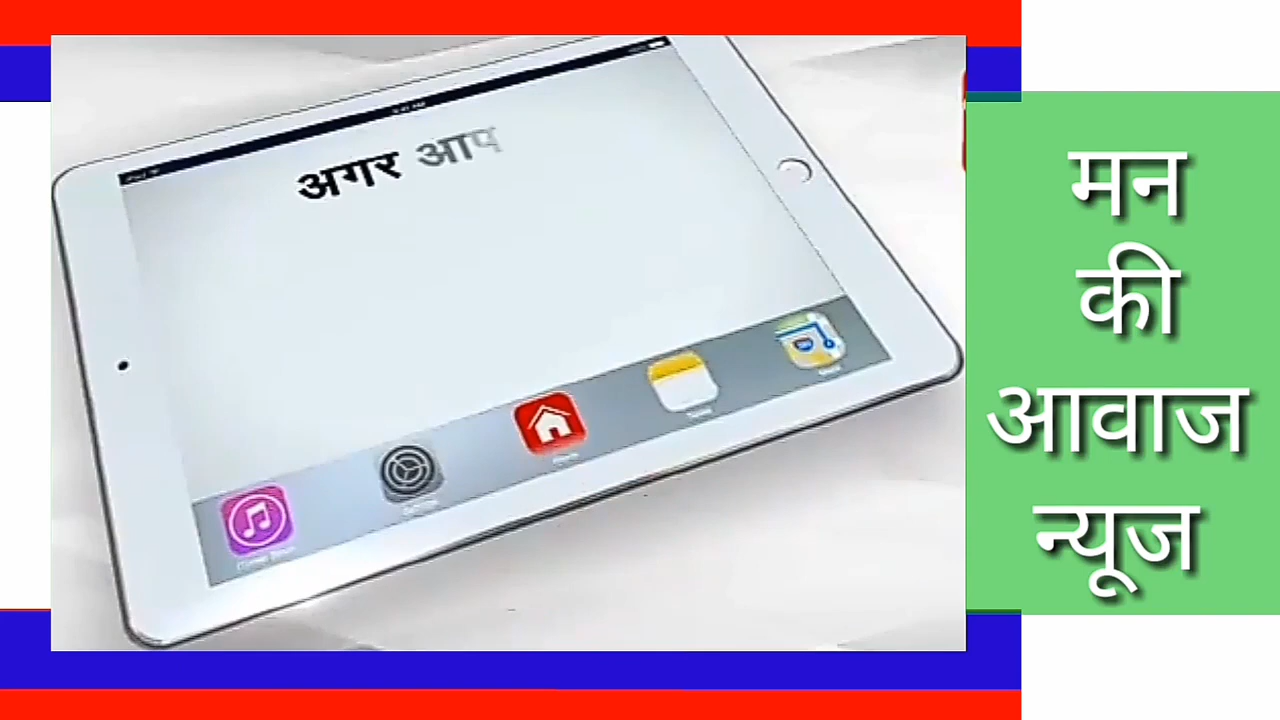 अगर आप
मन
की
आवाज
न्यूज